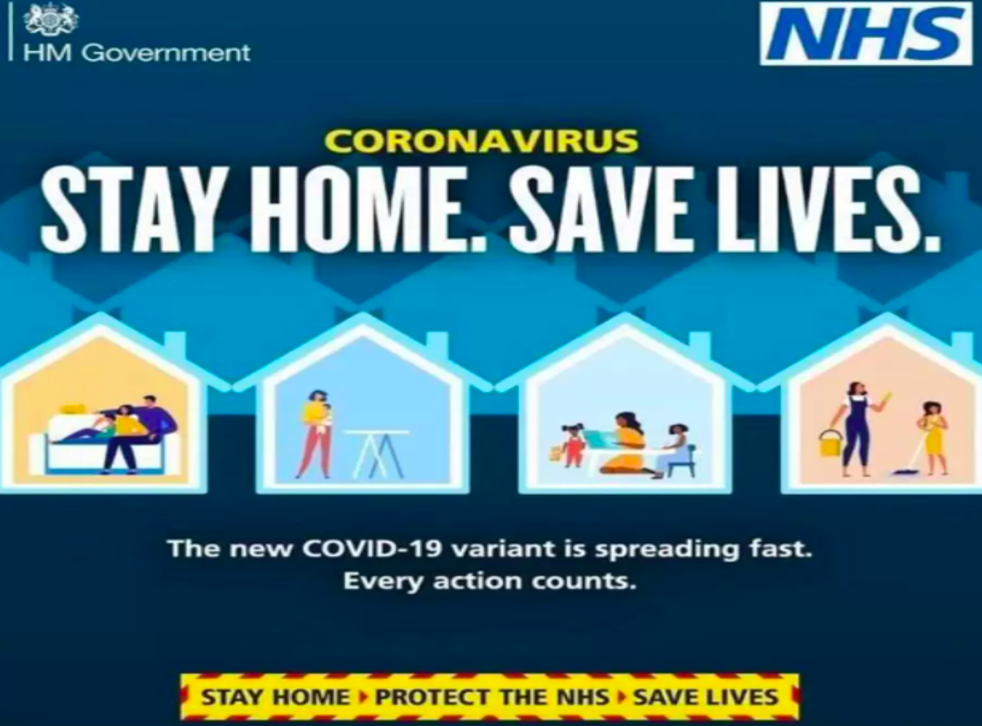 HM Government
NHS
CORONAVIRUS
STAY HOME. SAVE LIVES.
The new COVID-19 variant is spreading fast.
Every action counts.
STAY HOME PROTECT THE NHS SAVE LIVES